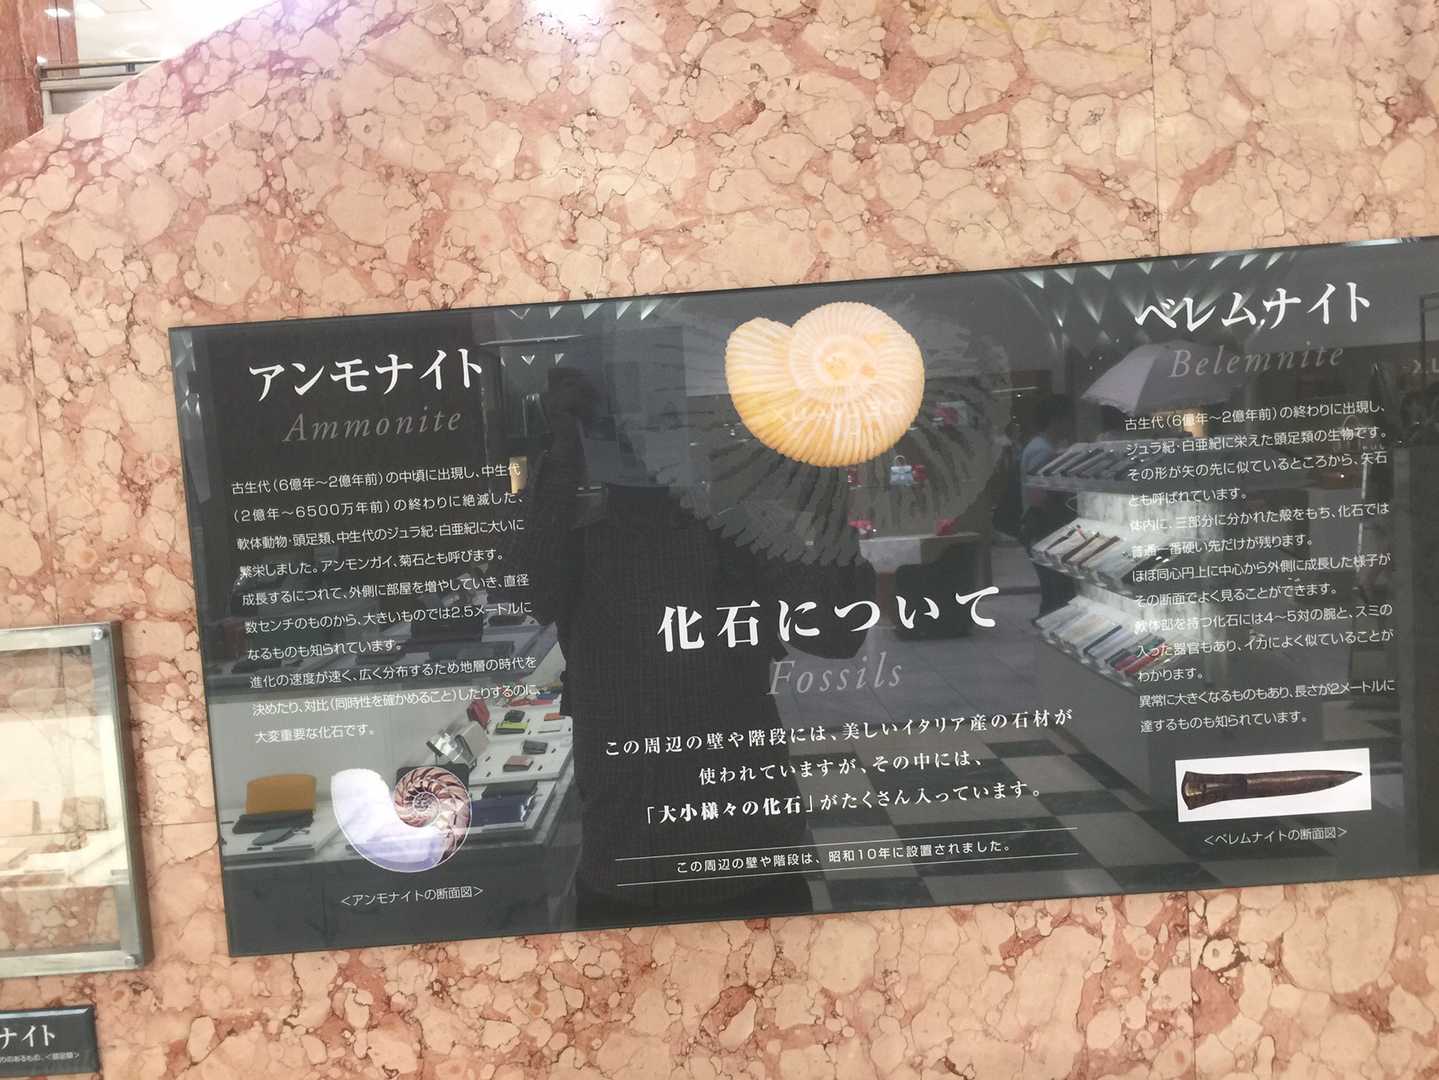 アンモナイト
Ammonite
古生代(6億年～2億年前)の中頃に出現し、中生代
(2億年～6500万年前)の終わりに絶滅した、
軟体動物・頭足類、中生代のジュラ紀・白亜紀に大いに
繁栄しました。アンモンガイ、菊石とも呼びます。
成長するにつれて、外側に部屋を増やしていき、直径
数センチのものから、大きいものでは2.5メートルに
なるものも知られています。
進化の速度が速く、広く分布するため地層の時代を
決めたり、対比(同時性を確かめること)したりするのに、
大変重要な化石です。
<アンモナイトの断面図>
化石について
Fossils
この周辺の壁や階段には、美しいイタリア産の石材が
使われていますが、その中には、
「大小様々の化石」がたくさん入っています。
この周辺の壁や階段は、昭和10年に設置されました。
ベレムナイト
Belemnite
古生代(6億年～2億年前)の終わりに出現し、
ジュラ紀・白亜紀に栄えた頭足類の生物です。
その形が矢の先に似ているところから、矢石
とも呼ばれています。
体内に、三部分に分かれた殻をもち、化石では
普通一番硬い先だけが残ります。
ほぼ同心円上に中心から外側に成長した様子が
その断面でよく見ることができます。
軟体部を持つ化石には4～5対の腕と、スミの
入った器官もあり、イカによく似ていることが
わかります。
異常に大きくなるものもあり、長さが2メートルに
達するものも知られています。
<ベレムナイトの断面図>
ナイト